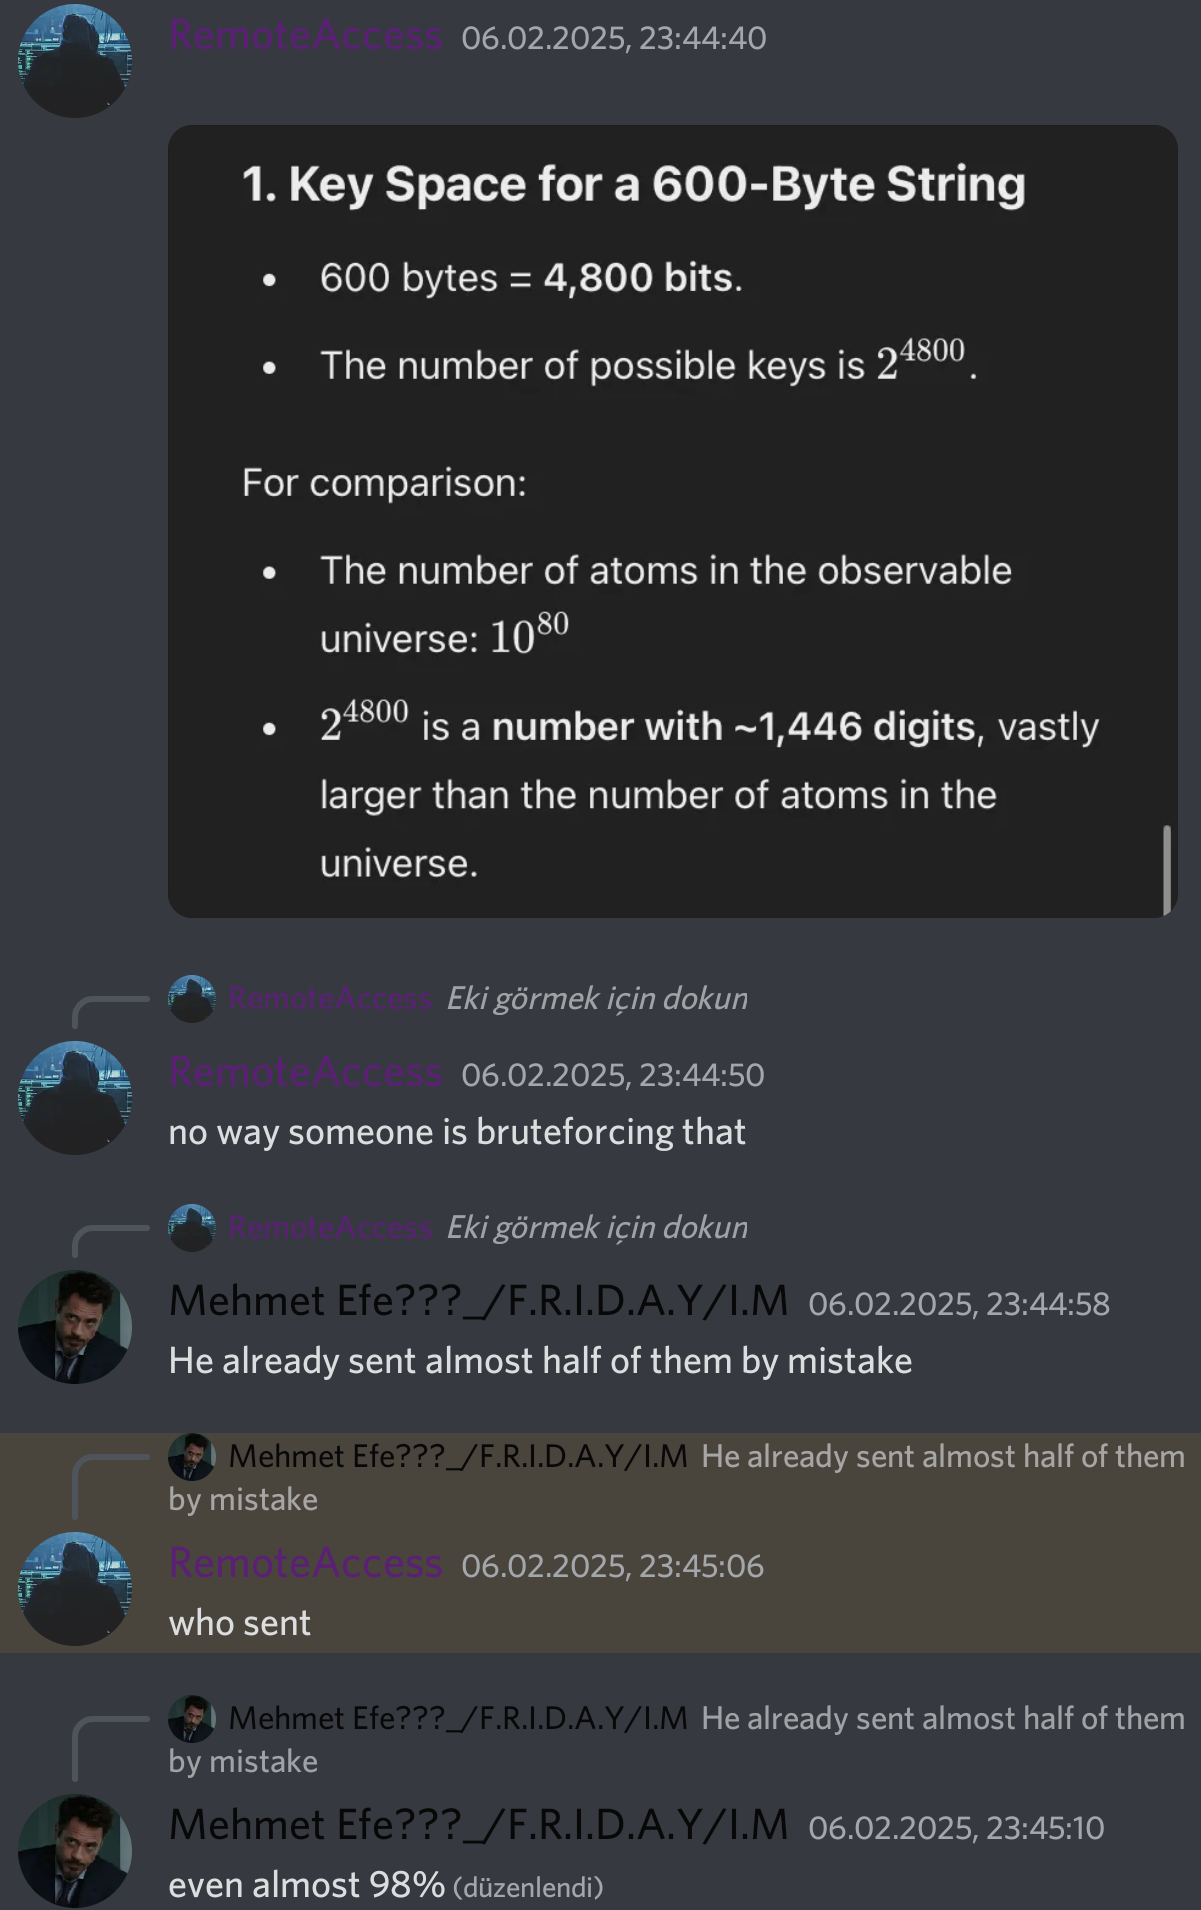 RemoteAccess 06.02.2025, 23:44:40
1. Key Space for a 600-Byte String
• 600 bytes = 4,800 bits.
• The number of possible keys is 2^4800.
For comparison:
• The number of atoms in the observable
universe: 10^80
• 2^4800 is a number with ~1,446 digits, vastly
larger than the number of atoms in the
universe.
RemoteAccess Eki görmek için dokun
RemoteAccess 06.02.2025, 23:44:50
no way someone is bruteforcing that
RemoteAccess Eki görmek için dokun
Mehmet Efe???_/F.R.I.D.A.Y/I.M 06.02.2025, 23:44:58
He already sent almost half of them by mistake
Mehmet Efe???_/F.R.I.D.A.Y/I.M He already sent almost half of them
by mistake
RemoteAccess 06.02.2025, 23:45:06
who sent
Mehmet Efe???_/F.R.I.D.A.Y/I.M He already sent almost half of them
by mistake
Mehmet Efe???_/F.R.I.D.A.Y/I.M 06.02.2025, 23:45:10
even almost 98% (düzenlendi)